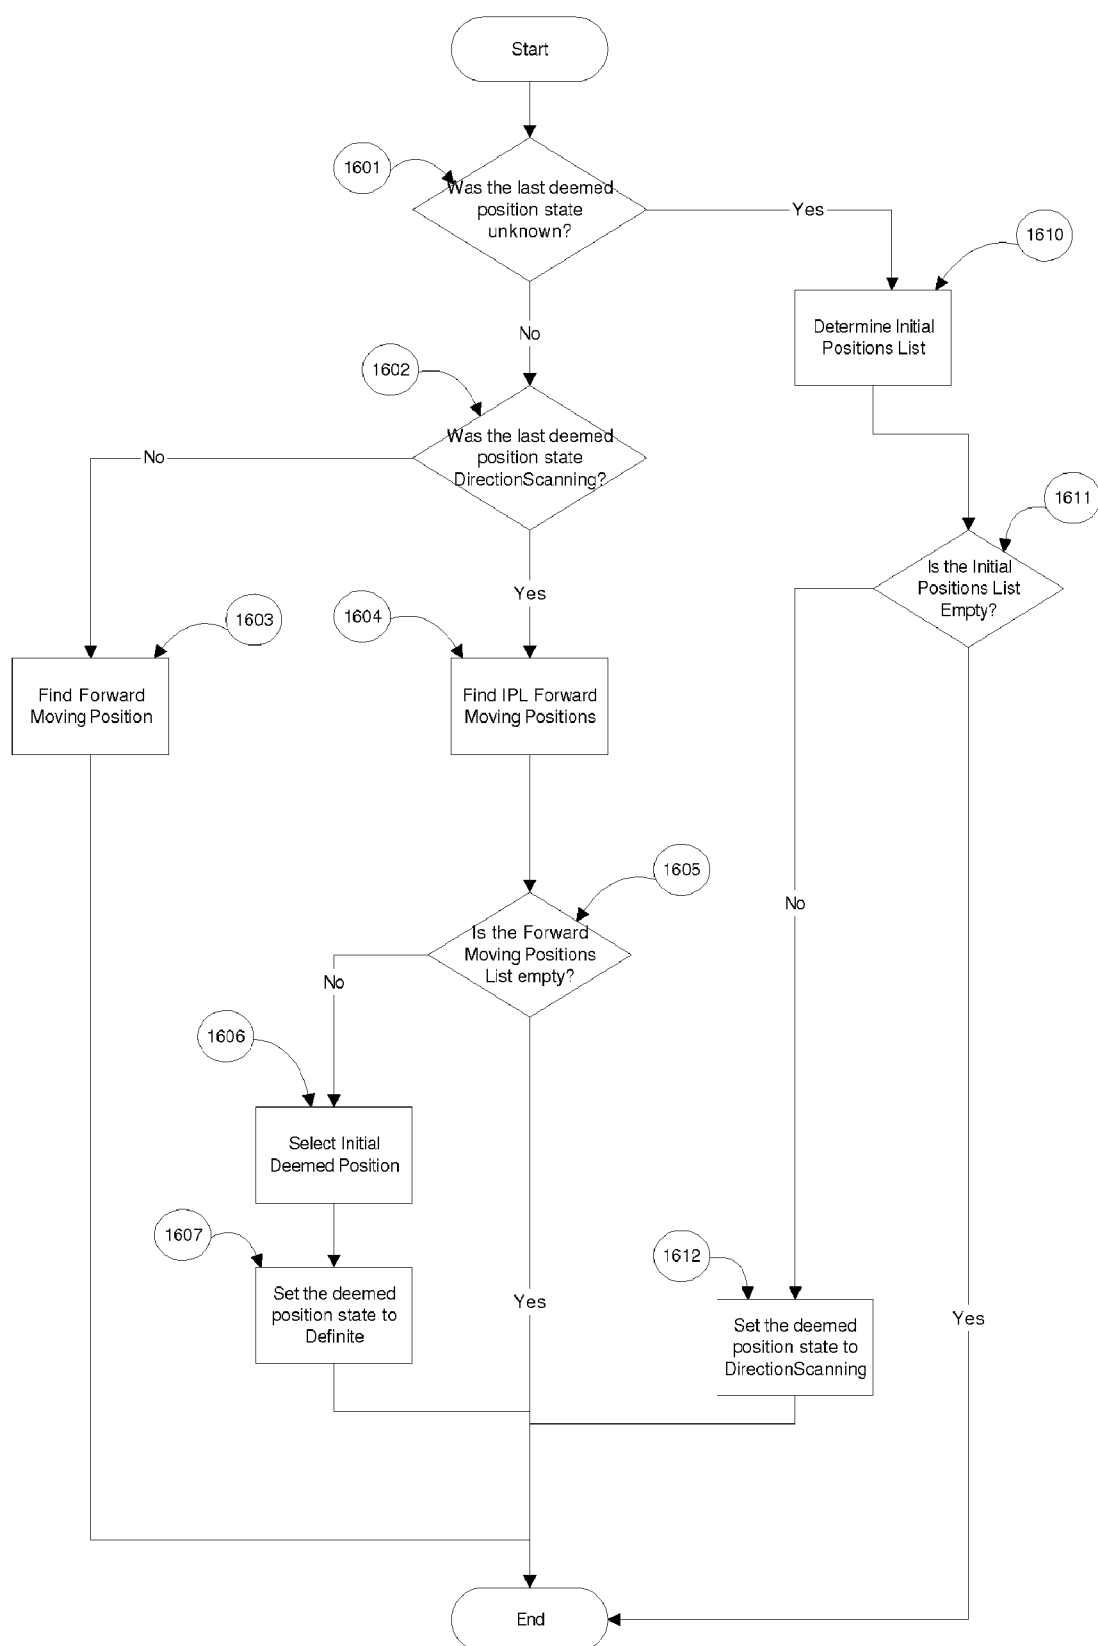 Start
1601
Was the last deemed
position state
unknown?
Yes
1610
Determine Initial
Positions List
No
1602
Was the last deemed
position state
DirectionScanning?
No
1611
Is the Initial
Positions List
Empty?
Yes
1603
1604
Find Forward
Moving Position
Find IPL Forward
Moving Positions
1605
No
Is the Forward
Moving Positions
List empty?
No
1606
Select Initial
Deemed Position
1607
1612
Set the deemed
position state to
Definite
Yes
Set the deemed
position state to
DirectionScanning
Yes
End